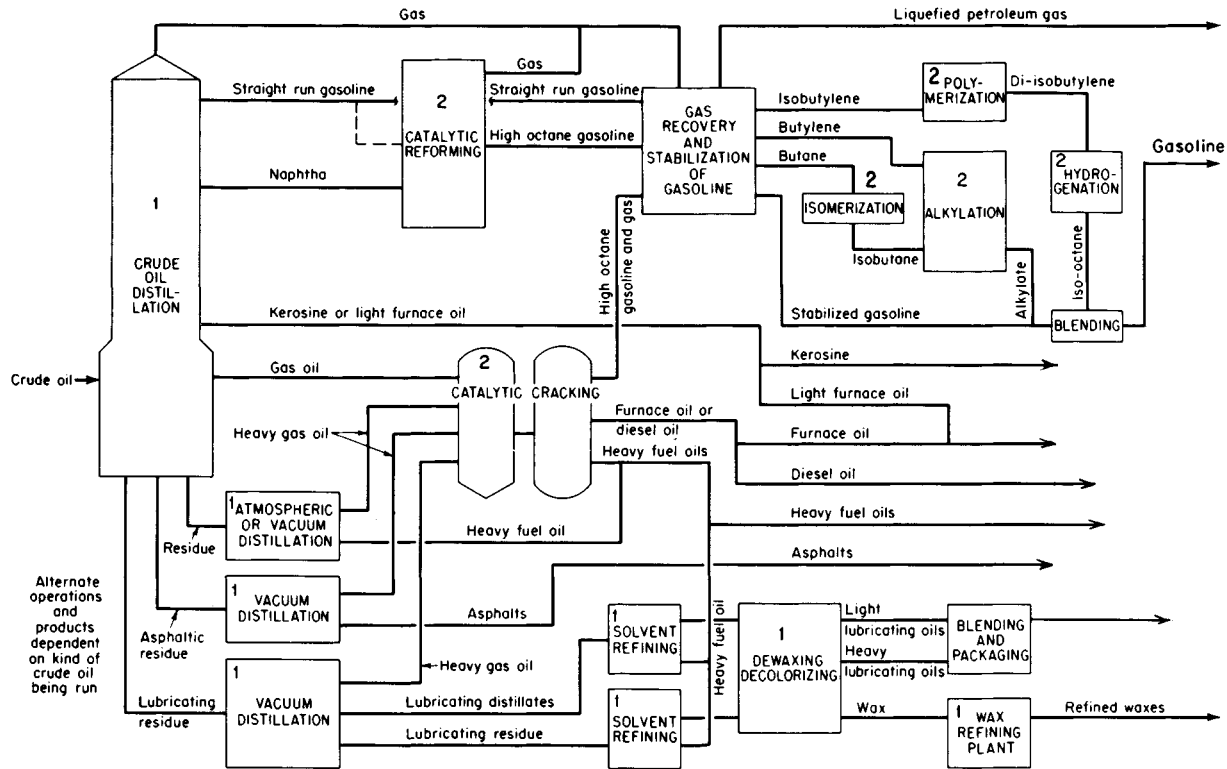 Gas
Liquefied petroleum gas
Gas
2
CATALYTIC
REFORMING
Straight run gasoline
Straight run gasoline
High octane gasoline
Naphtha
GAS
RECOVERY
AND
STABILIZATION
OF
GASOLINE
Isobutylene
Butylene
Butane
2
POLY-
MERIZATION
Di-isobutylene
2
ISOMERIZATION
2
ALKYLATION
2
HYDRO-
GENATION
Gasoline
Isobutane
Alkylate
Iso-octane
Stabilized gasoline
BLENDING
1
CRUDE
OIL
DISTIL-
LATION
High octane
gasoline and gas
Kerosine or light furnace oil
Kerosine
Light furnace oil
Crude oil
Gas oil
2
CATALYTIC
CRACKING
Heavy gas oil
Furnace oil or
diesel oil
Furnace oil
Heavy fuel oils
Diesel oil
1
ATMOSPHERIC
OR VACUUM
DISTILLATION
Residue
Heavy fuel oil
Heavy fuel oils
Asphalts
Alternate
operations
and
products
dependent
on kind of
crude oil
being run
Asphaltic
residue
1
VACUUM
DISTILLATION
Asphalts
Heavy gas oil
Lubricating
residue
1
VACUUM
DISTILLATION
Lubricating distillates
Lubricating residue
1
SOLVENT
REFINING
1
SOLVENT
REFINING
Heavy fuel oil
1
DEWAXING
DECOLORIZING
Light
lubricating oils
Heavy
lubricating oils
BLENDING
AND
PACKAGING
Wax
1
WAX
REFINING
PLANT
Refined waxes